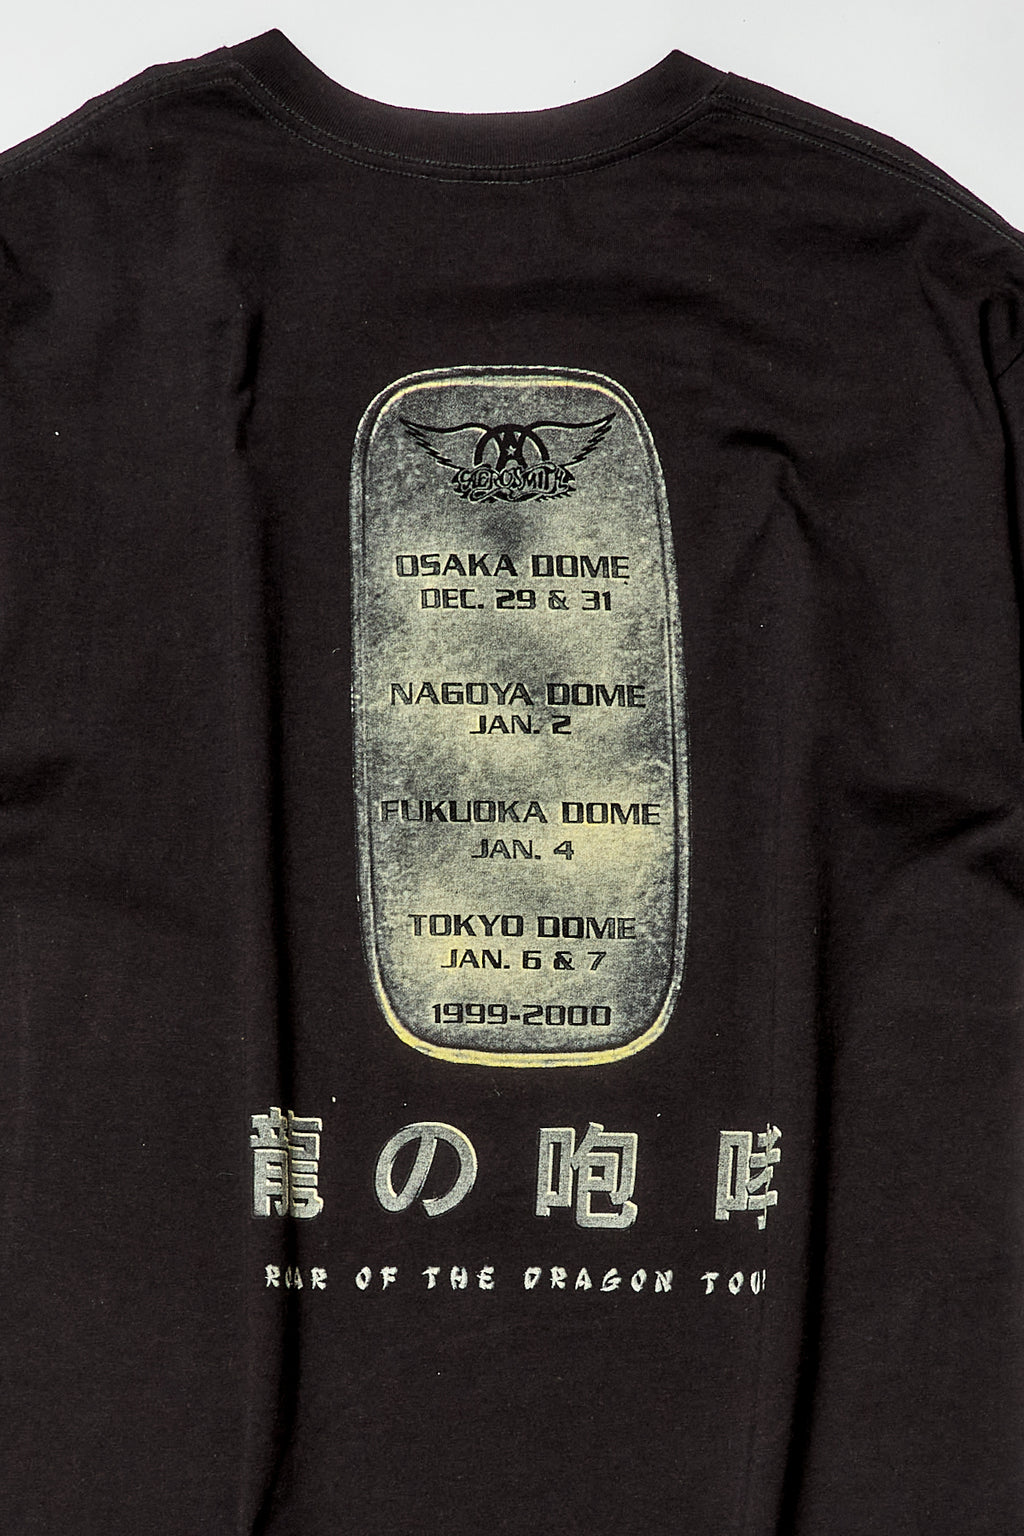 AEROSMITH
OSAKA DOME
DEC. 29 & 31
NAGOYA DOME
JAN. 2
FUKUOKA DOME
JAN. 4
TOKYO DOME
JAN. 6 & 7
1999-2000
龍の咆哮
ROAR OF THE DRAGON TOUR